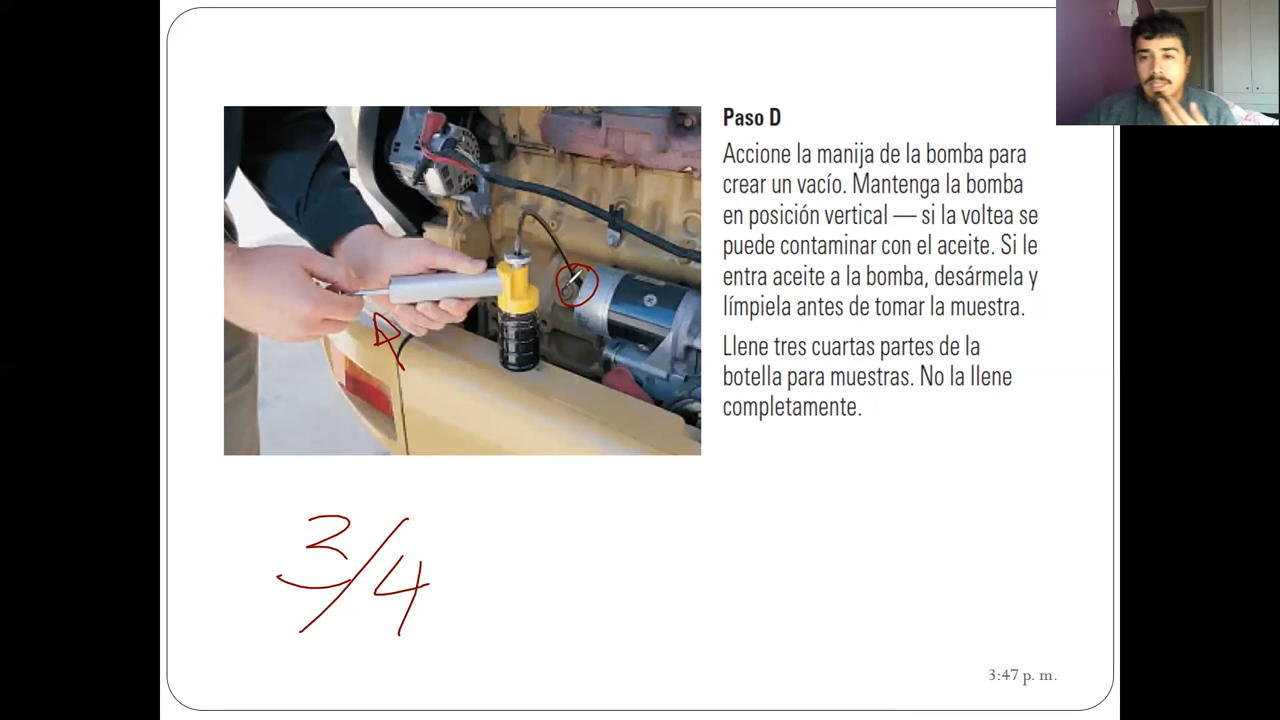 Paso D
Accione la manija de la bomba para
crear un vacío. Mantenga la bomba
en posición vertical — si la voltea se
puede contaminar con el aceite. Si le
entra aceite a la bomba, desármela y
límpiela antes de tomar la muestra.
Llene tres cuartas partes de la
botella para muestras. No la llene
completamente.
3/4
3:47 p. m.